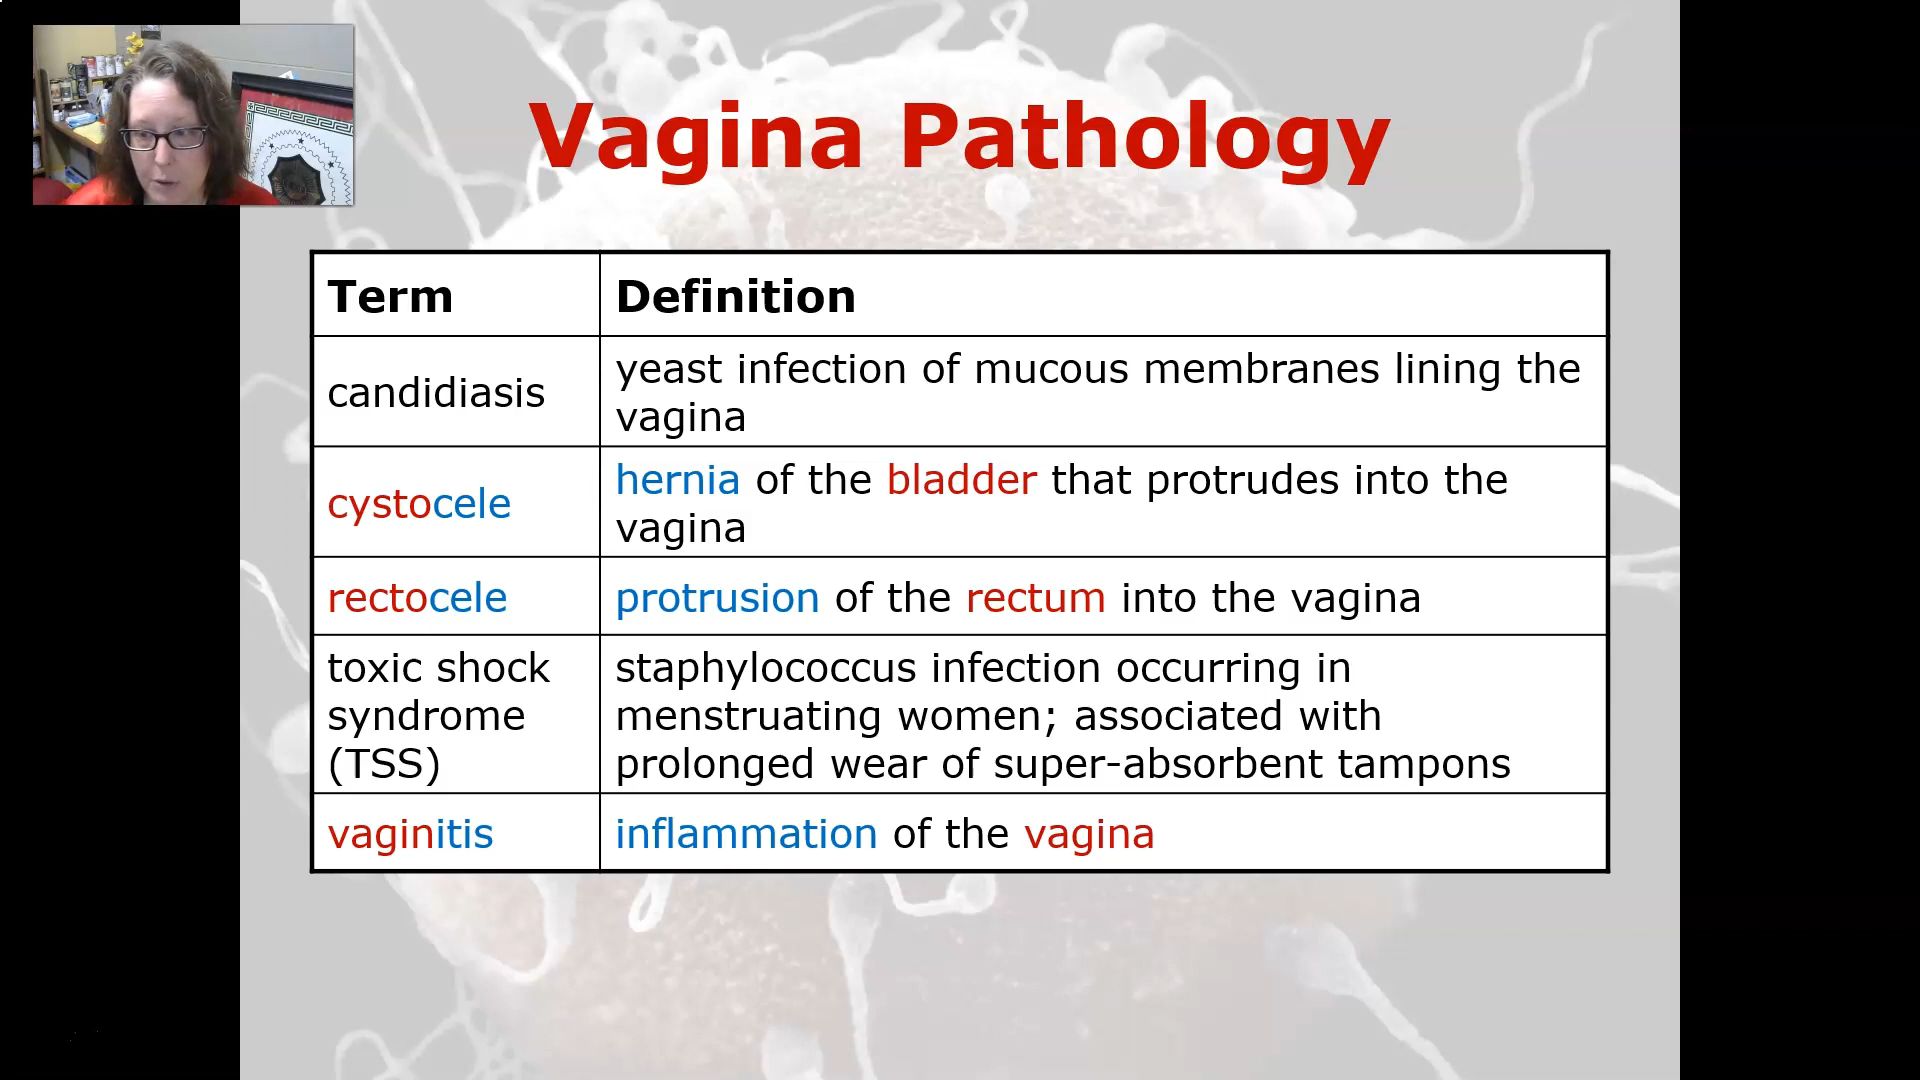 Vagina Pathology
Term
Definition
candidiasis
yeast infection of mucous membranes lining the
vagina
cystocele
hernia of the bladder that protrudes into the
vagina
rectocele
protrusion of the rectum into the vagina
toxic shock
syndrome
(TSS)
staphylococcus infection occurring in
menstruating women; associated with
prolonged wear of super-absorbent tampons
vaginitis
inflammation of the vagina